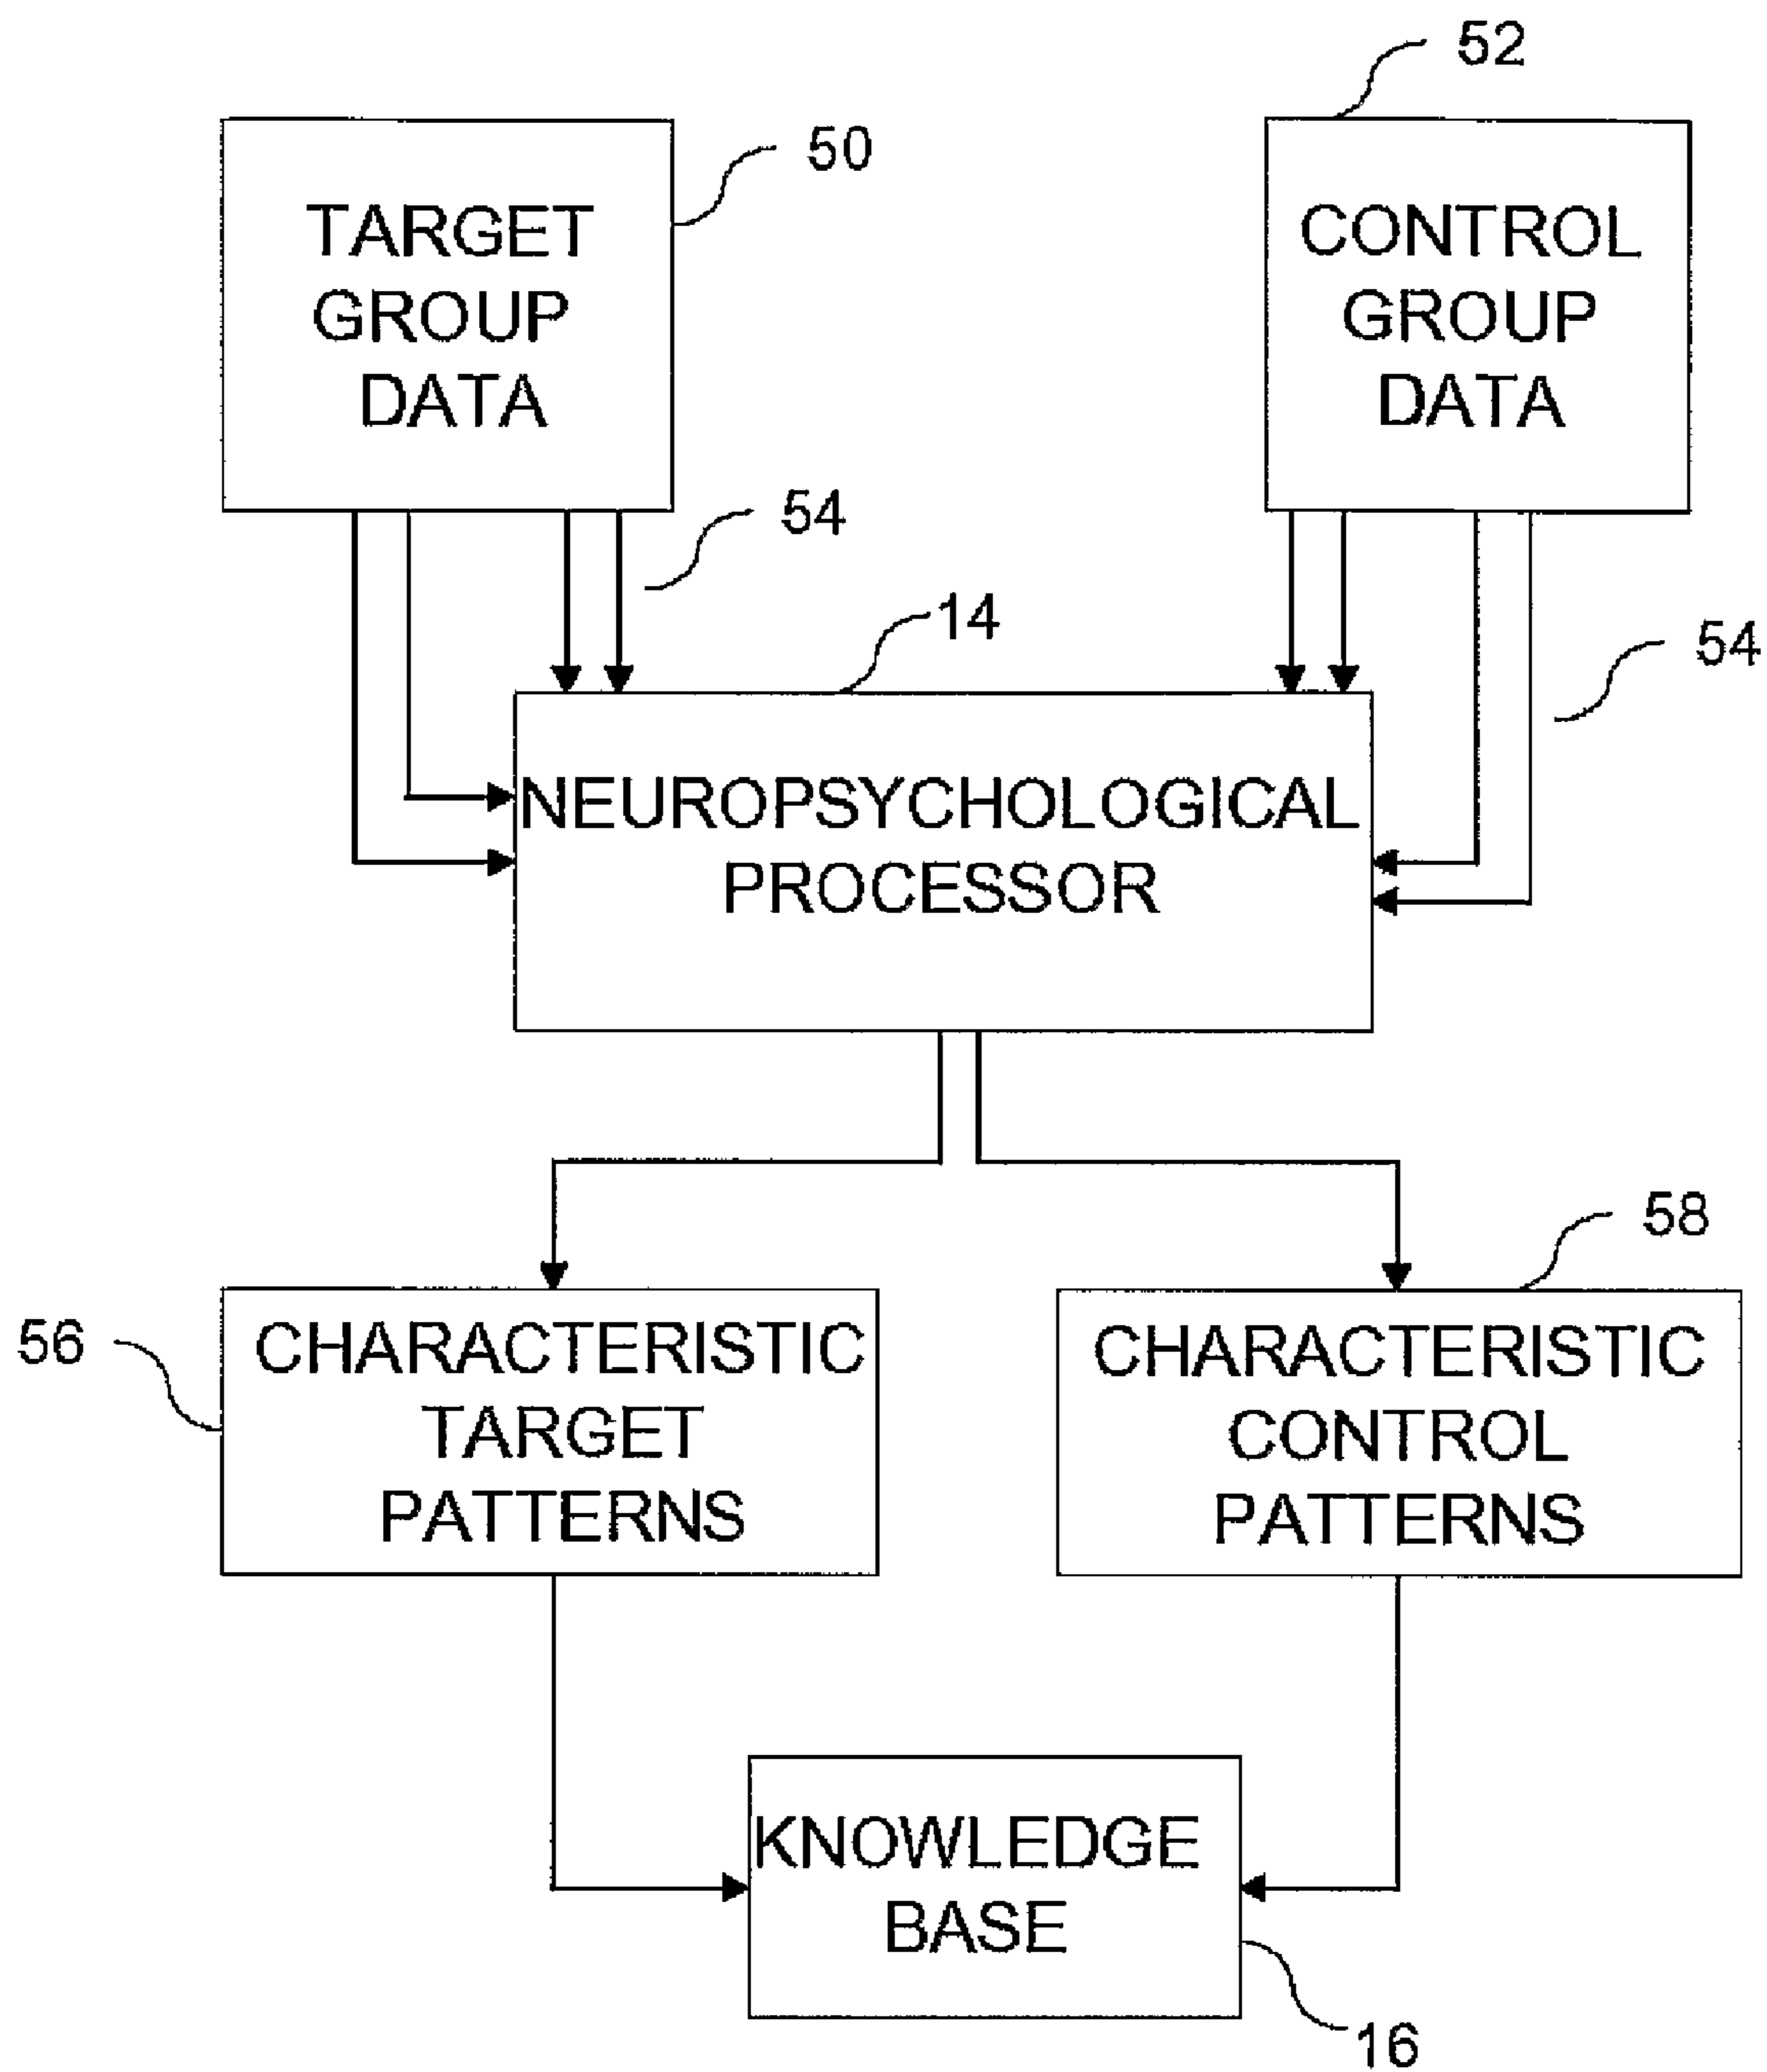 52
50
TARGET
GROUP
DATA
CONTROL
GROUP
DATA
54
14
54
NEUROPSYCHOLOGICAL
PROCESSOR
58
56
CHARACTERISTIC
TARGET
PATTERNS
CHARACTERISTIC
CONTROL
PATTERNS
KNOWLEDGE
BASE
16